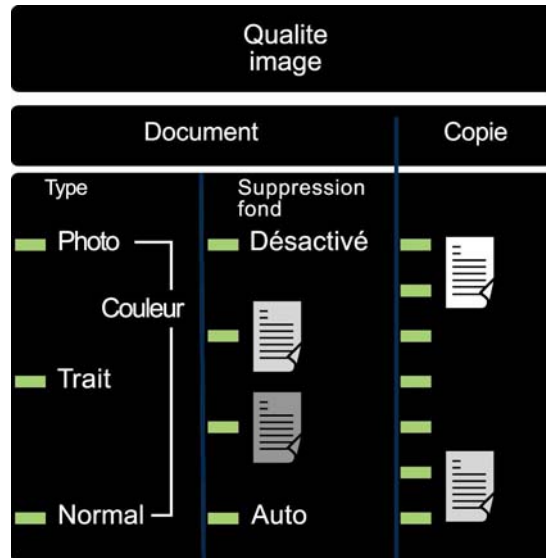 Qualite
image
Document
Copie
Type
Suppression
fond
Photo
Désactivé
Couleur
Trait
Normal
Auto